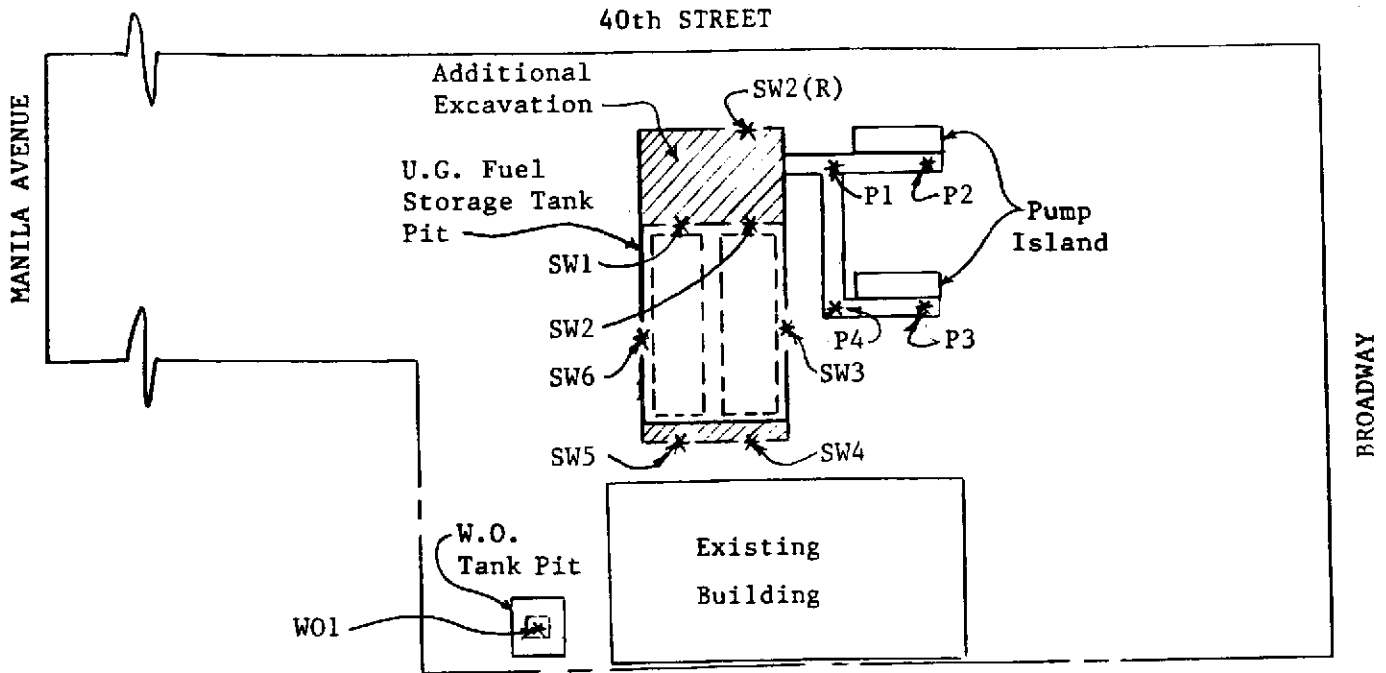 40th STREET
MANILA AVENUE
Additional
Excavation
SW2(R)
U.G. Fuel
Storage Tank
Pit
P1
P2
Pump
Island
SW1
SW2
P4
P3
SW6
SW3
BROADWAY
SW5
SW4
W.O.
Tank Pit
Existing
Building
WO1